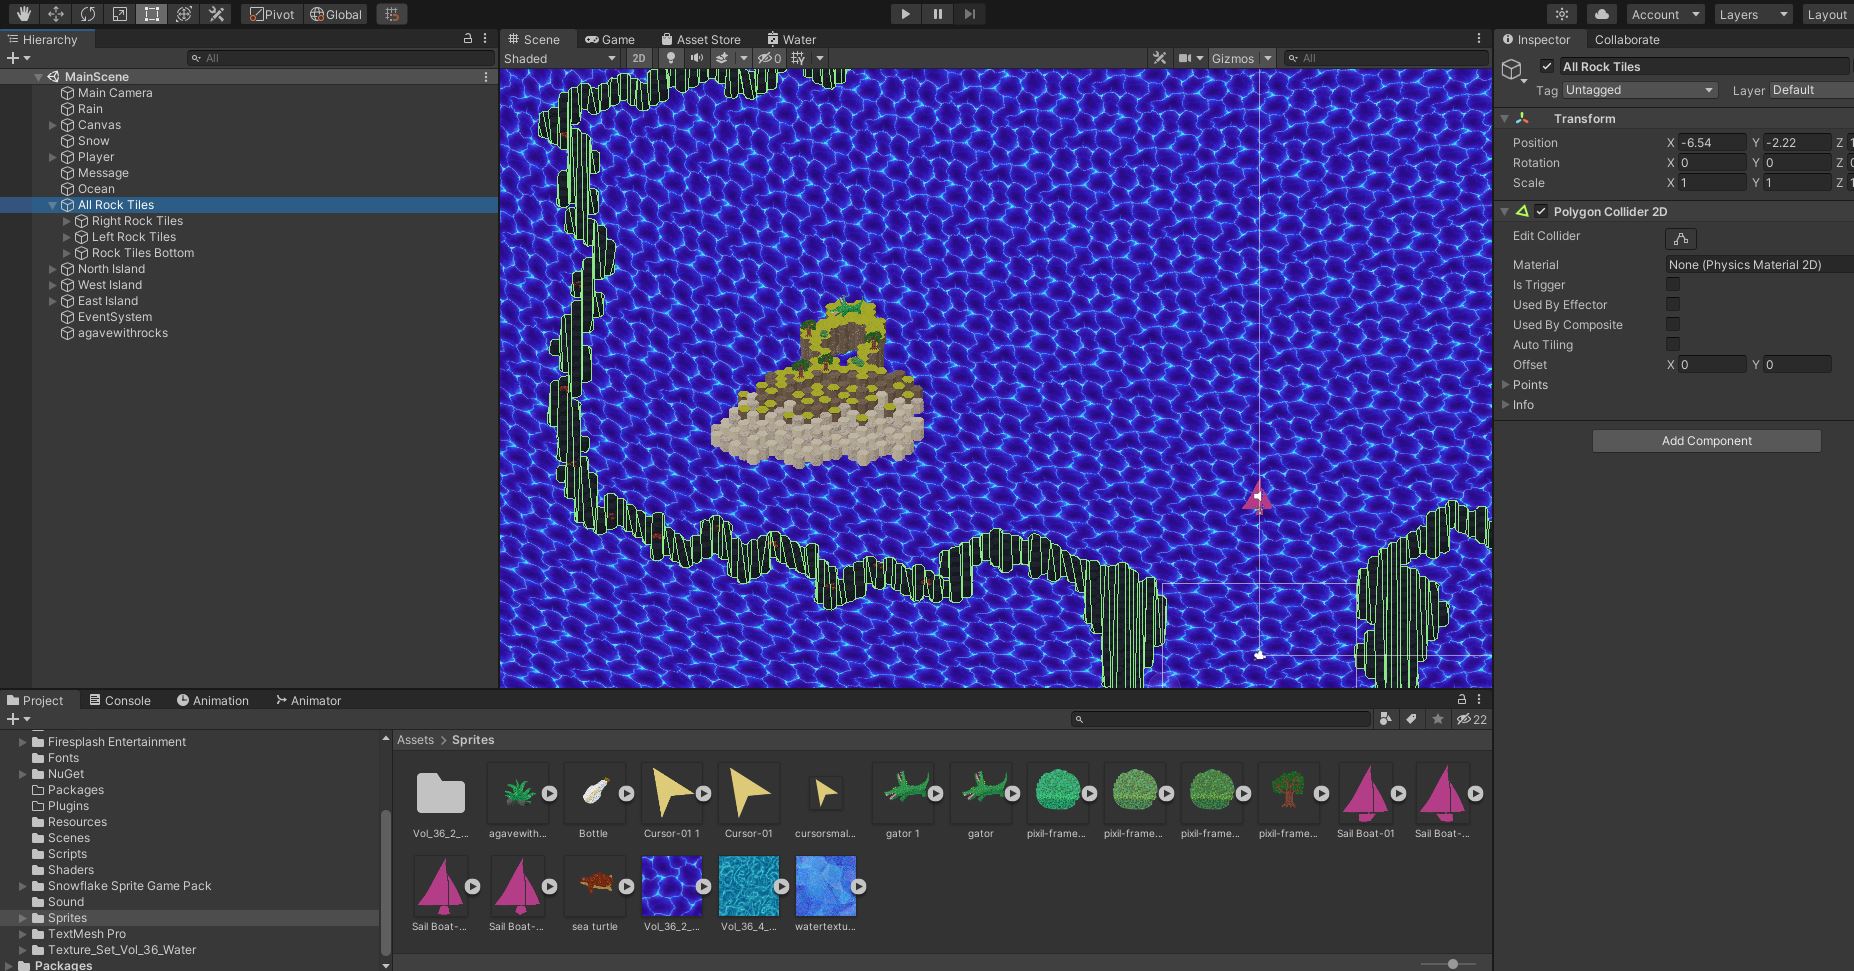 Pivot Global Account Layers Layout
Hierarchy Scene Game Asset Store Water Inspector Collaborate
All Shaded 2D 0 Gizmos All
MainScene
Main Camera
Rain
Canvas
Snow
Player
Message
Ocean
All Rock Tiles
Right Rock Tiles
Left Rock Tiles
Rock Tiles Bottom
North Island
West Island
East Island
EventSystem
agavewithrocks
All Rock Tiles
Tag Untagged Layer Default
Transform
Position X -6.54 Y -2.22 Z 1
Rotation X 0 Y 0 Z
Scale X 1 Y 1 Z 1
Polygon Collider 2D
Edit Collider
Material None (Physics Material 2D)
Is Trigger
Used By Effector
Used By Composite
Auto Tiling
Offset X 0 Y 0
Points
Info
Add Component
Project Console Animation Animator
22
Firesplash Entertainment
Fonts
NuGet
Packages
Plugins
Resources
Scenes
Scripts
Shaders
Snowflake Sprite Game Pack
Sound
Sprites
TextMesh Pro
Texture_Set_Vol_36_Water
Packages
Assets > Sprites
Vol_36_2_... agavewith... Bottle Cursor-01 1 Cursor-01 cursorsmal... gator 1 gator pixil-frame... pixil-frame... pixil-frame... pixil-frame... Sail Boat-01 Sail Boat-...
Sail Boat-... Sail Boat-... sea turtle Vol_36_2_... Vol_36_4_... watertextu...